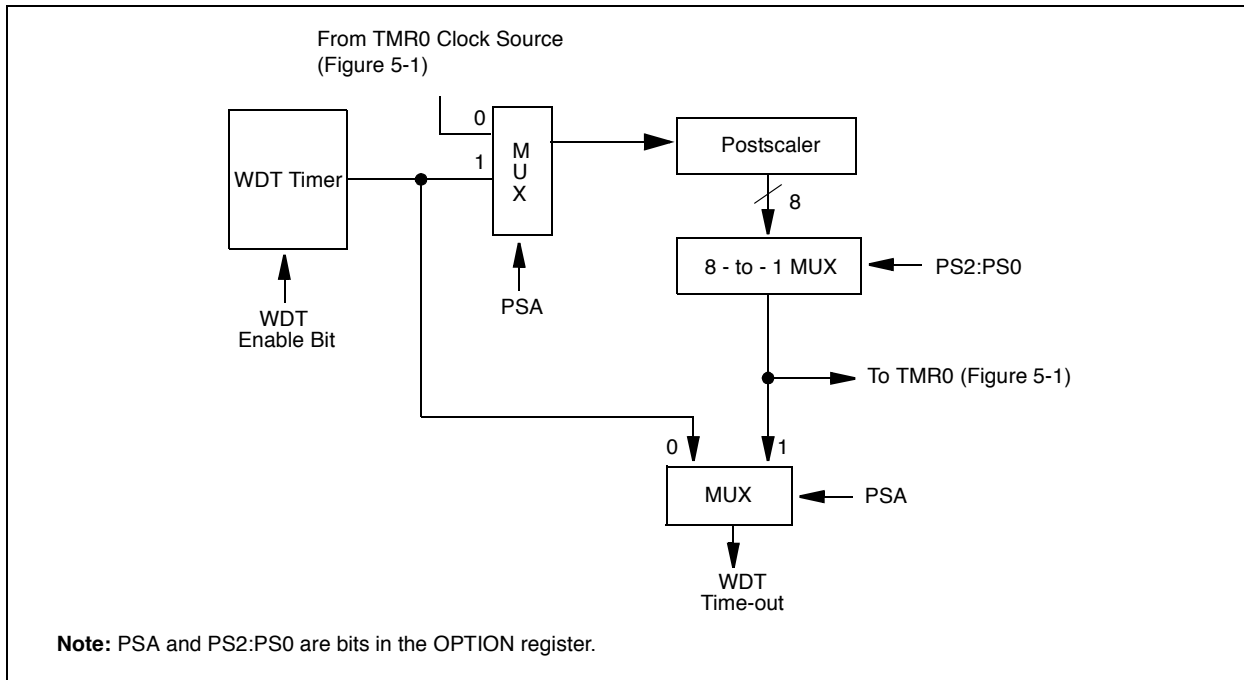 From TMR0 Clock Source
(Figure 5-1)
0
1
M
U
X
WDT Timer
Postscaler
8
8 - to - 1 MUX
PS2:PS0
PSA
WDT
Enable Bit
To TMR0 (Figure 5-1)
0
1
MUX
PSA
WDT
Time-out
Note: PSA and PS2:PS0 are bits in the OPTION register.